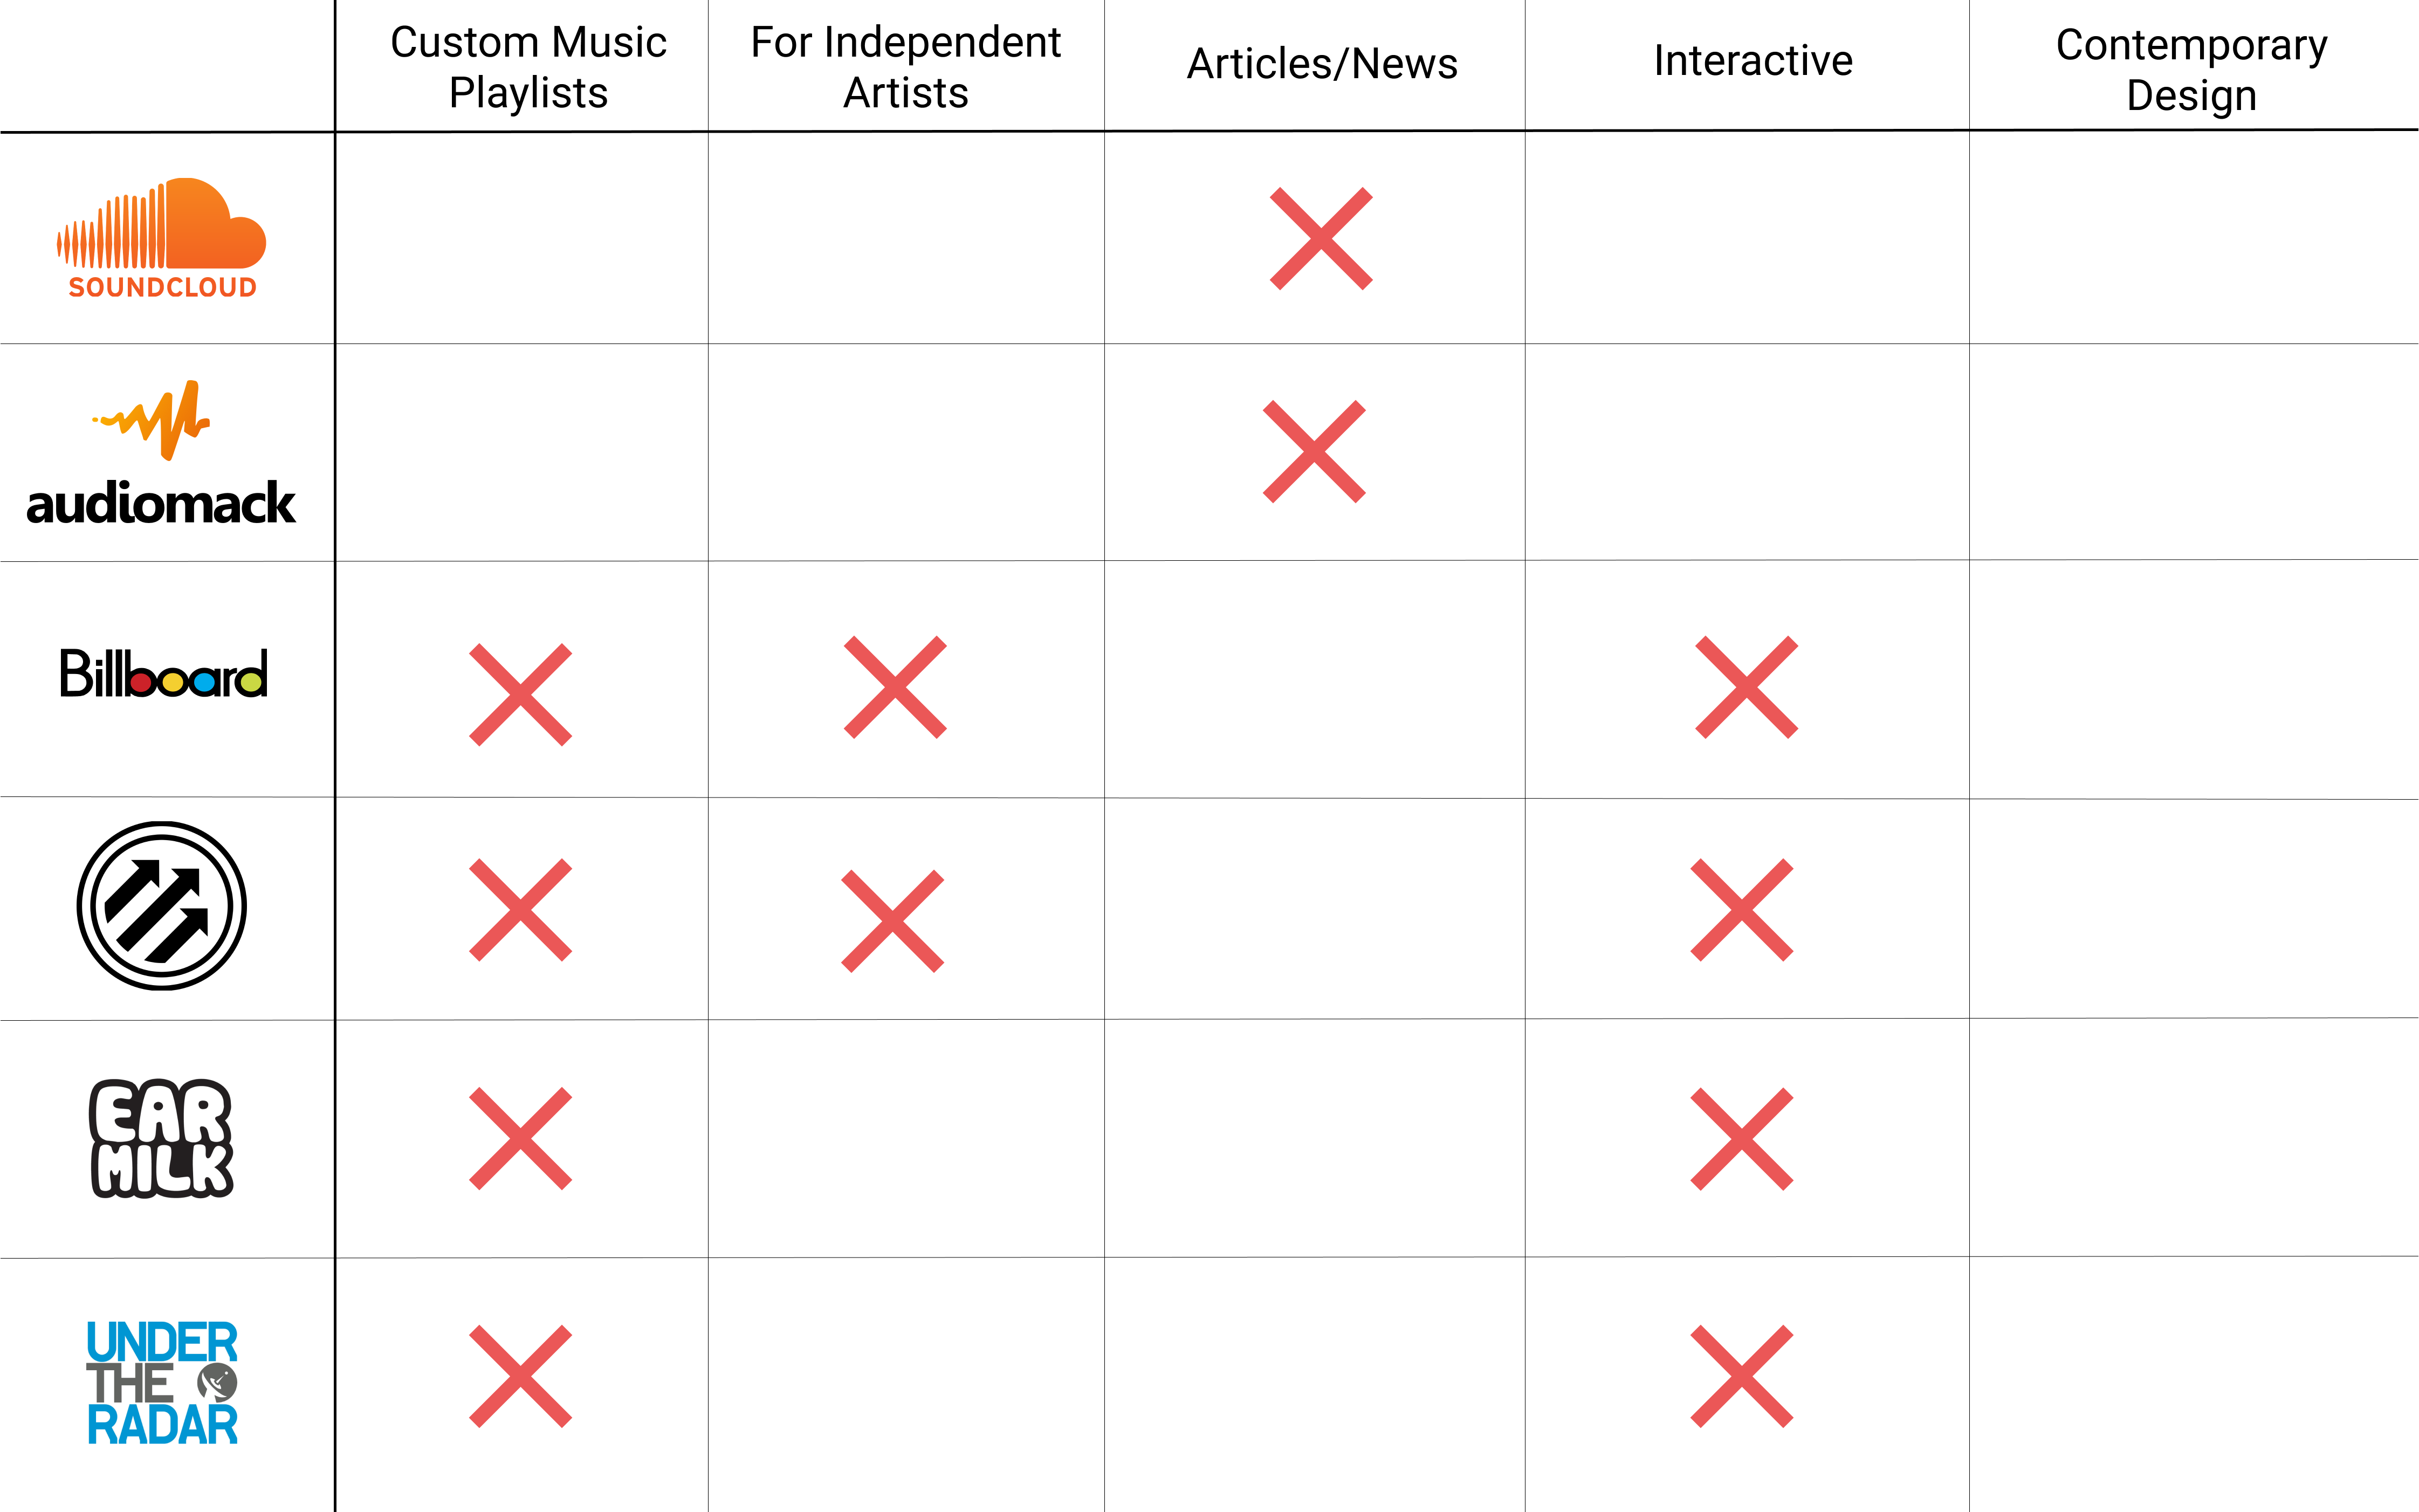 Custom Music
Playlists
For Independent
Artists
Articles/News
Interactive
Contemporary
Design
SOUNDCLOUD
audiomack
Billboard
EAR
MILK
UNDER
THE
RADAR